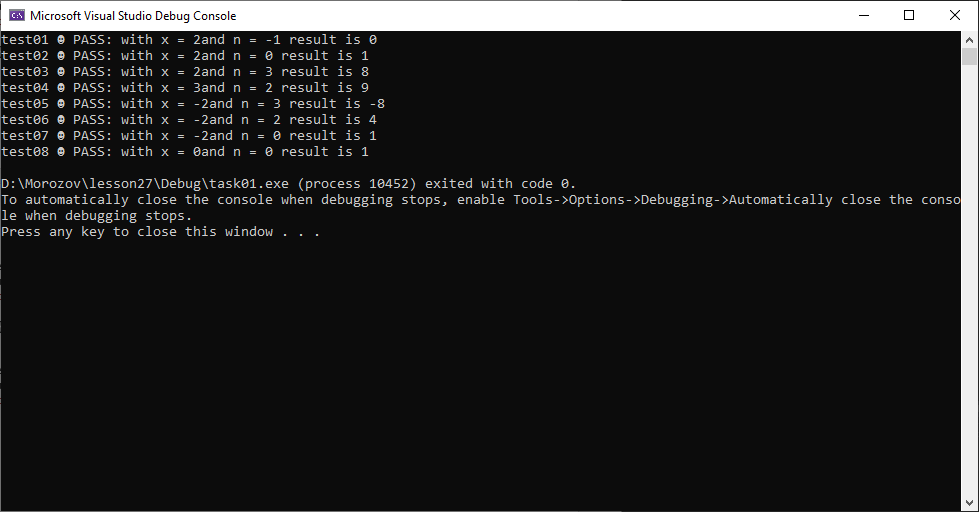 Microsoft Visual Studio Debug Console
test01 ☻ PASS: with x = 2and n = -1 result is 0
test02 ☻ PASS: with x = 2and n = 0 result is 1
test03 ☻ PASS: with x = 2and n = 3 result is 8
test04 ☻ PASS: with x = 3and n = 2 result is 9
test05 ☻ PASS: with x = -2and n = 3 result is -8
test06 ☻ PASS: with x = -2and n = 2 result is 4
test07 ☻ PASS: with x = -2and n = 0 result is 1
test08 ☻ PASS: with x = 0and n = 0 result is 1
D:\Morozov\lesson27\Debug\task01.exe (process 10452) exited with code 0.
To automatically close the console when debugging stops, enable Tools->Options->Debugging->Automatically close the conso
le when debugging stops.
Press any key to close this window . . .